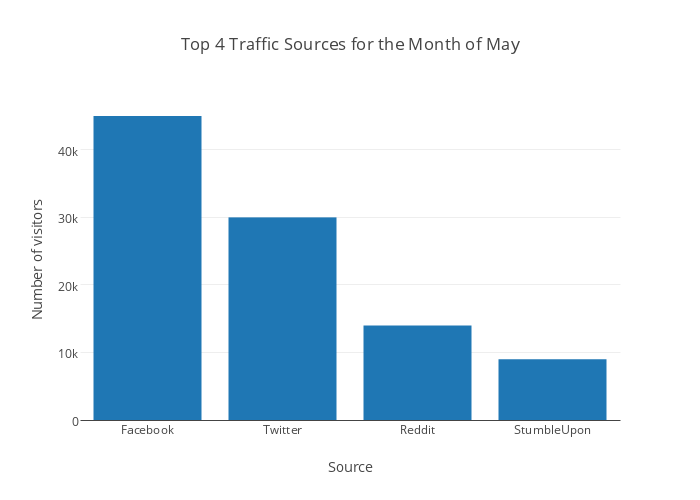 Top 4 Traffic Sources for the Month of May
Number of visitors
40k
30k
20k
10k
0
Facebook
Twitter
Reddit
StumbleUpon
Source